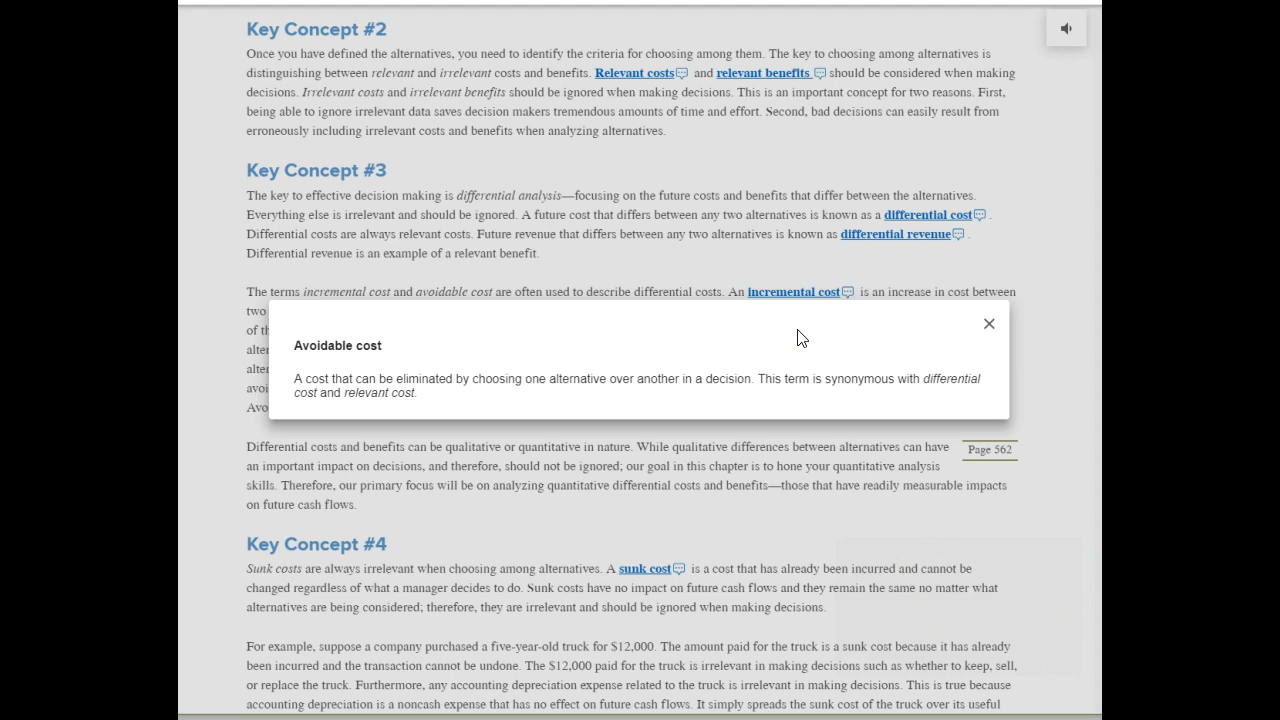 Key Concept #2
Once you have defined the alternatives, you need to identify the criteria for choosing among them. The key to choosing among alternatives is
distinguishing between relevant and irrelevant costs and benefits. Relevant costs and relevant benefits should be considered when making
decisions. Irrelevant costs and irrelevant benefits should be ignored when making decisions. This is an important concept for two reasons. First,
being able to ignore irrelevant data saves decision makers tremendous amounts of time and effort. Second, bad decisions can easily result from
erroneously including irrelevant costs and benefits when analyzing alternatives.
Key Concept #3
The key to effective decision making is differential analysis—focusing on the future costs and benefits that differ between the alternatives.
Everything else is irrelevant and should be ignored. A future cost that differs between any two alternatives is known as a differential cost .
Differential costs are always relevant costs. Future revenue that differs between any two alternatives is known as differential revenue .
Differential revenue is an example of a relevant benefit.
The terms incremental cost and avoidable cost are often used to describe differential costs. An incremental cost is an increase in cost between
two
of th
alter
alter
avoi
Avo
Avoidable cost
A cost that can be eliminated by choosing one alternative over another in a decision. This term is synonymous with differential
cost and relevant cost.
Differential costs and benefits can be qualitative or quantitative in nature. While qualitative differences between alternatives can have
Page 562
an important impact on decisions, and therefore, should not be ignored; our goal in this chapter is to hone your quantitative analysis
skills. Therefore, our primary focus will be on analyzing quantitative differential costs and benefits—those that have readily measurable impacts
on future cash flows.
Key Concept #4
Sunk costs are always irrelevant when choosing among alternatives. A sunk cost is a cost that has already been incurred and cannot be
changed regardless of what a manager decides to do. Sunk costs have no impact on future cash flows and they remain the same no matter what
alternatives are being considered; therefore, they are irrelevant and should be ignored when making decisions.
For example, suppose a company purchased a five-year-old truck for $12,000. The amount paid for the truck is a sunk cost because it has already
been incurred and the transaction cannot be undone. The $12,000 paid for the truck is irrelevant in making decisions such as whether to keep, sell,
or replace the truck. Furthermore, any accounting depreciation expense related to the truck is irrelevant in making decisions. This is true because
accounting depreciation is a noncash expense that has no effect on future cash flows. It simply spreads the sunk cost of the truck over its useful